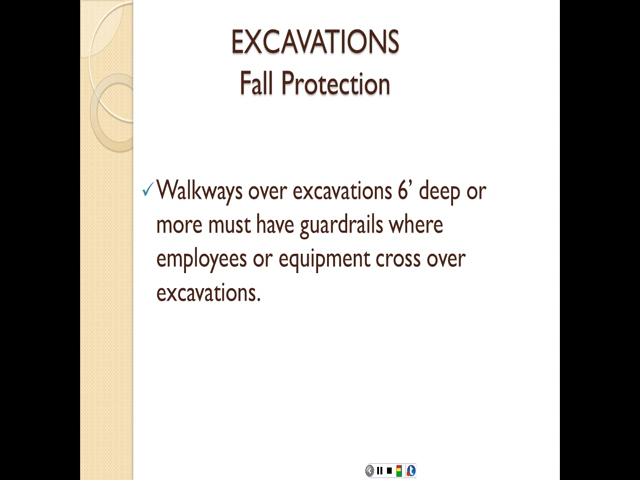 EXCAVATIONS
Fall Protection
✓Walkways over excavations 6’ deep or
more must have guardrails where
employees or equipment cross over
excavations.